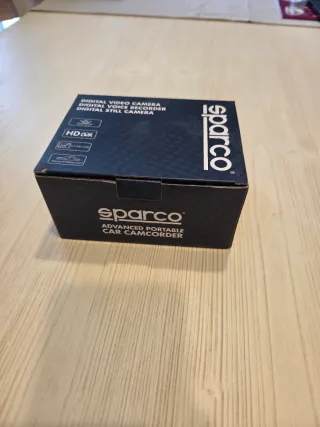 DIGITAL VIDEO CAMERA
DIGITAL VOICE RECORDER
DIGITAL STILL CAMERA
HD
sparco
sparco
ADVANCED PORTABLE
CAR CAMCORDER